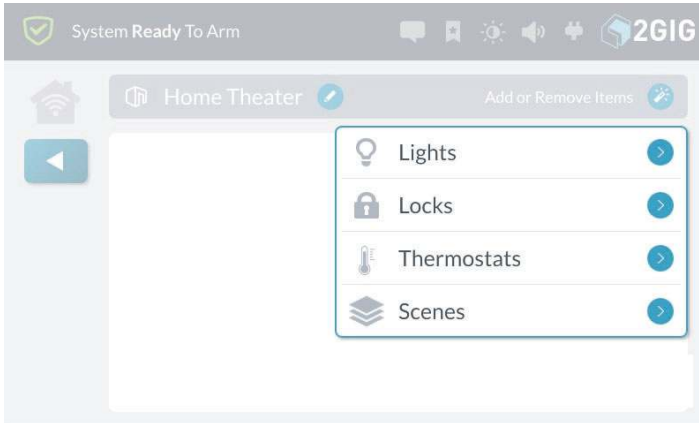 System Ready To Arm
2GIG
Home Theater
Add or Remove Items
Lights
Locks
Thermostats
Scenes